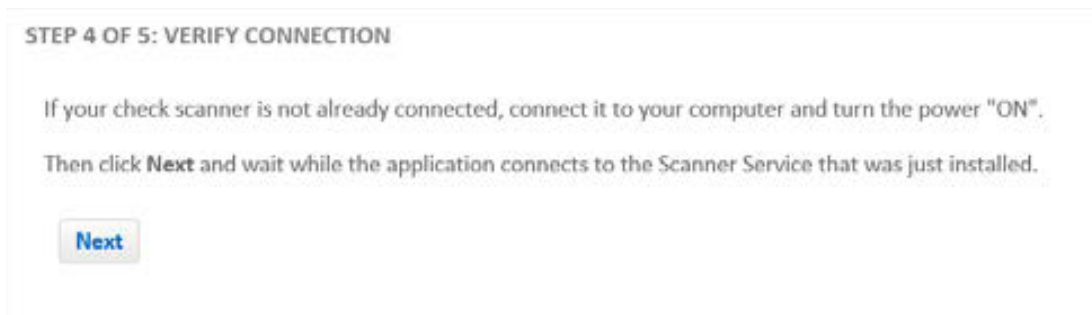 STEP 4 OF 5: VERIFY CONNECTION
If your check scanner is not already connected, connect it to your computer and turn the power "ON".
Then click Next and wait while the application connects to the Scanner Service that was just installed.
Next